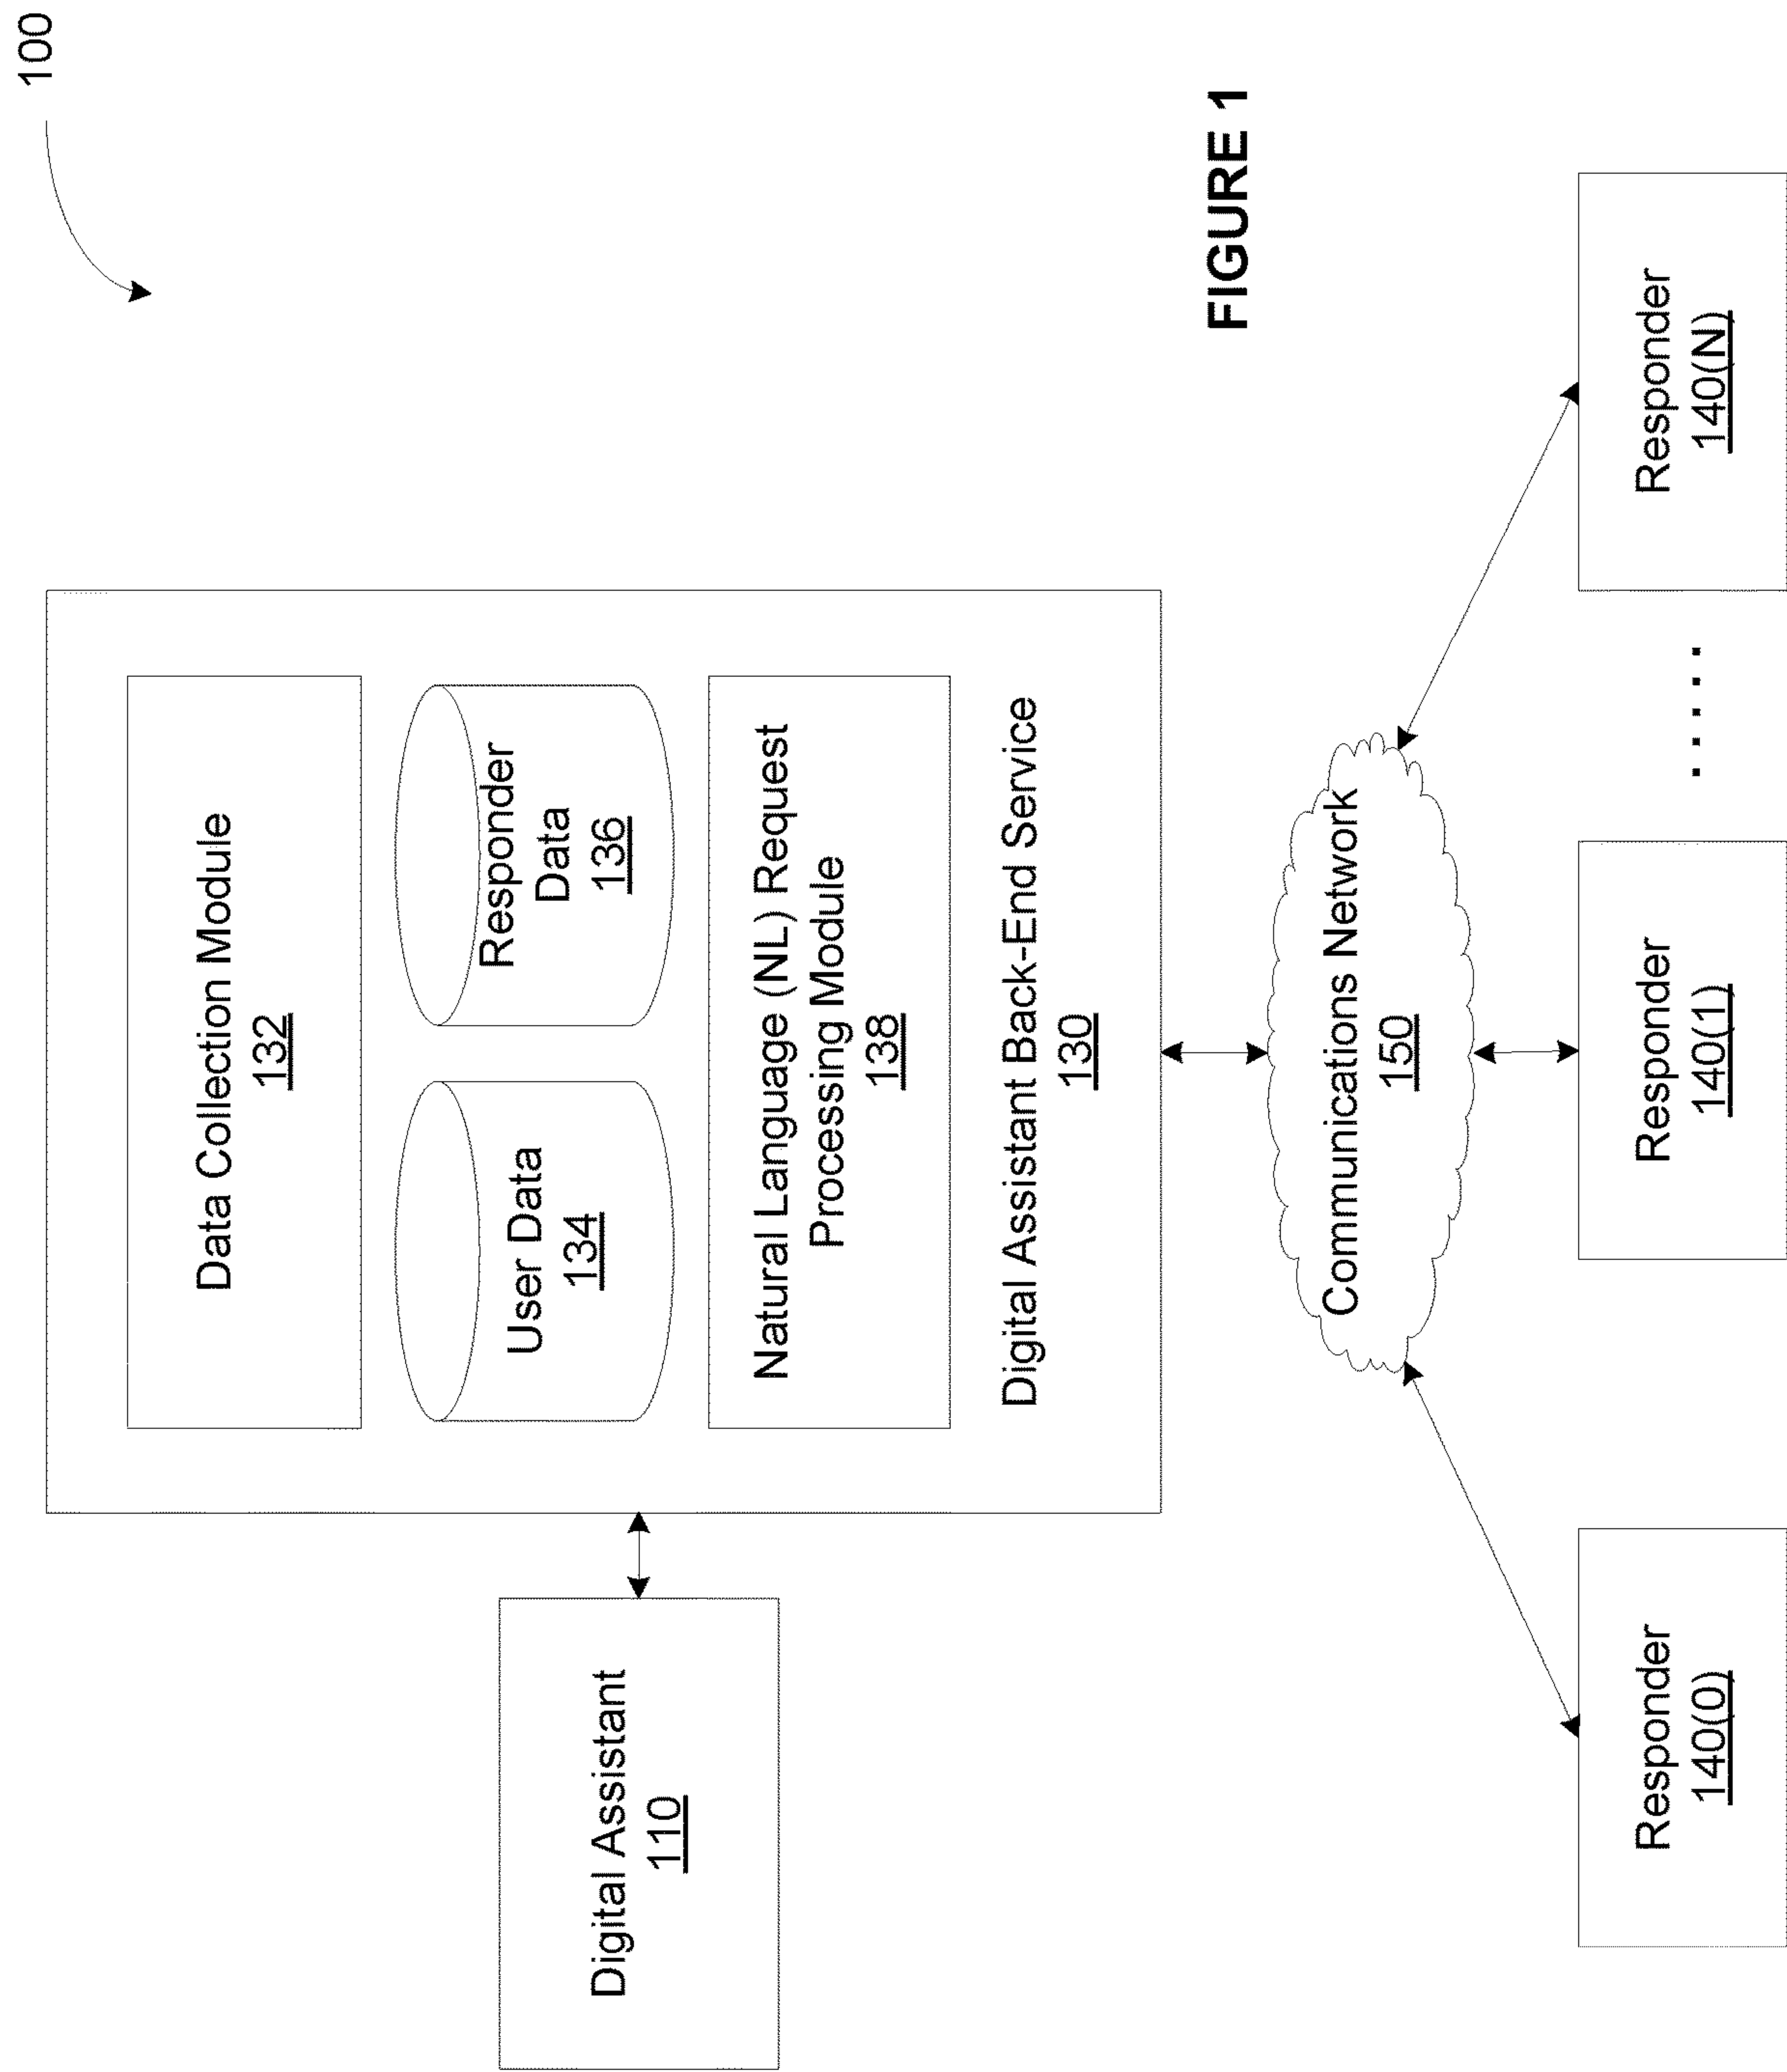 100
Data Collection Module
132
User Data
134
Responder
Data
136
Natural Language (NL) Request
Processing Module
138
Digital Assistant Back-End Service
130
Digital Assistant
110
Communications Network
150
FIGURE 1
Responder
140(0)
Responder
140(1)
.....
Responder
140(N)